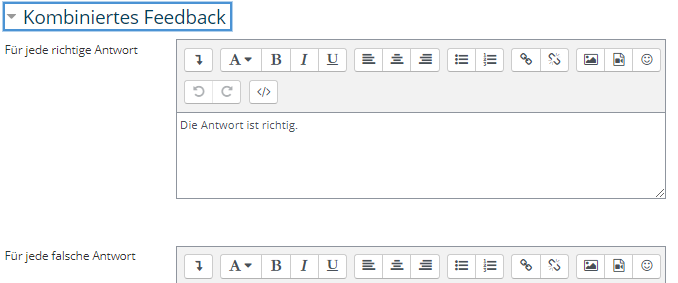 Kombiniertes Feedback
Für jede richtige Antwort
A B I U
Die Antwort ist richtig.
Für jede falsche Antwort
A B I U